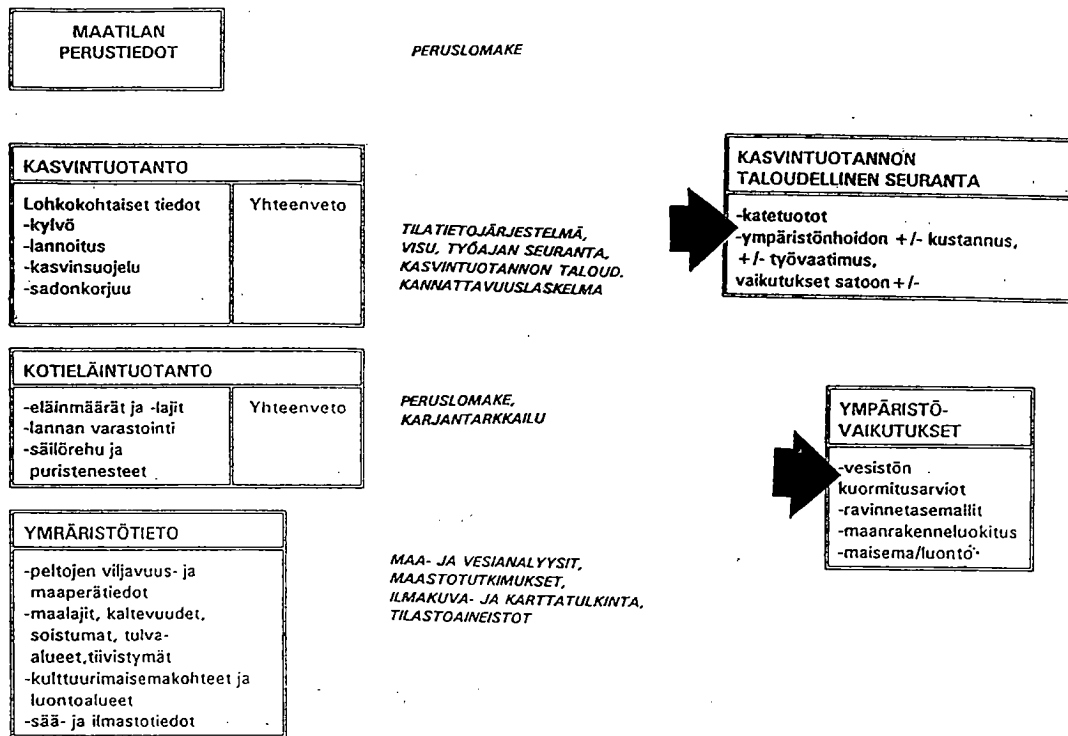 MAATILAN
PERUSTIEDOT
PERUSLOMAKE
KASVINTUOTANTO
Lohkokohtaiset tiedot
-kylvö
-lannoitus
-kasvinsuojelu
-sadonkorjuu
Yhteenveto
TILATIETOJÄRJESTELMÄ,
VISU, TYÖAJAN SEURANTA,
KASVINTUOTANNON TALOUD.
KANNATTAVUUSLASKELMA
KASVINTUOTANNON
TALOUDELLINEN SEURANTA
-katetuotot
-ympäristönhoidon +/- kustannus,
+/- työvaatimus,
vaikutukset satoon +/-
KOTIELÄINTUOTANTO
-eläinmäärät ja -lajit
-lannan varastointi
-säilörehu ja
puristenesteet
Yhteenveto
PERUSLOMAKE,
KARJANTARKKAILU
YMPÄRISTÖ-
VAIKUTUKSET
-vesistön
kuormitusarviot
-ravinnetasemallit
-maanrakenneluokitus
-maisema/luonto
YMRÄRISTÖTIETO
-peltojen viljavuus- ja
maaperätiedot
-maalajit, kaltevuudet,
soistumat, tulva-
alueet,tiivistymät
-kulttuurimaisemakohteet ja
luontoalueet
-sää- ja ilmastotiedot
MAA- JA VESIANALYYSIT,
MAASTOTUTKIMUKSET,
ILMAKUVA- JA KARTTATULKINTA,
TILASTOAINEISTOT